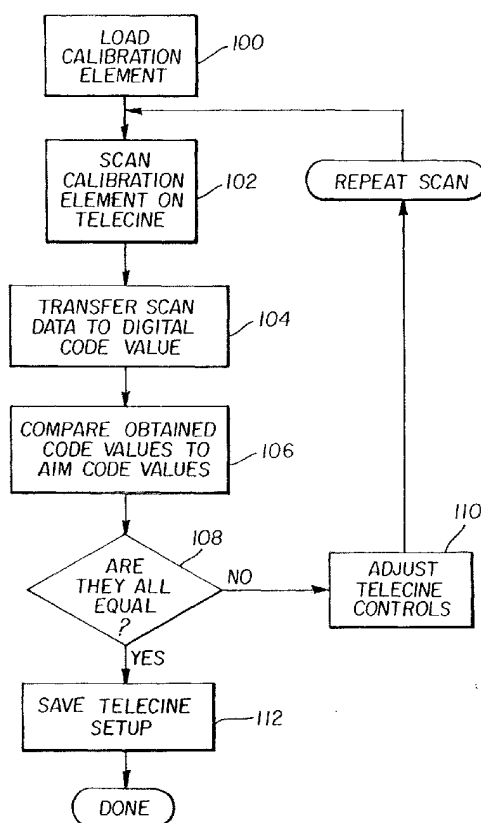 LOAD
CALIBRATION
ELEMENT
100
SCAN
CALIBRATION
ELEMENT ON
TELECINE
102
REPEAT SCAN
TRANSFER SCAN
DATA TO DIGITAL
CODE VALUE
104
COMPARE OBTAINED
CODE VALUES TO
AIM CODE VALUES
106
108
ARE
THEY ALL
EQUAL
?
NO
110
ADJUST
TELECINE
CONTROLS
YES
SAVE TELECINE
SETUP
112
DONE